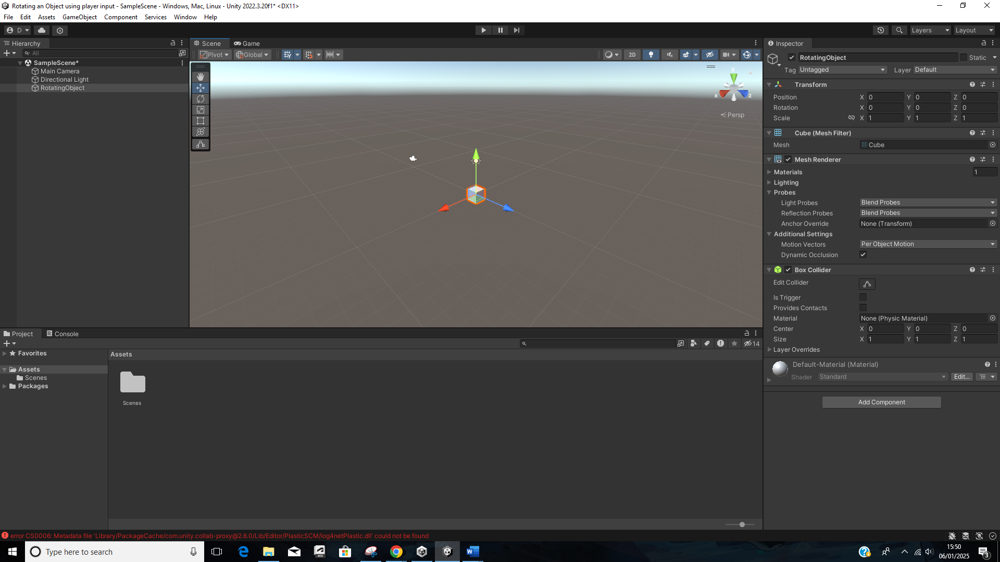 Rotating an Object using player input - SampleScene - Windows, Mac, Linux - Unity 2022.3.20f1* <DX11>
File Edit Assets GameObject Component Services Window Help
D
Layers
Layout
Hierarchy
All
SampleScene*
Main Camera
Directional Light
RotatingObject
Scene
Game
Pivot
Global
2D
y
x
z
Persp
Inspector
RotatingObject
Static
Tag Untagged
Layer Default
Transform
Position X 0 Y 0 Z 0
Rotation X 0 Y 0 Z 0
Scale X 1 Y 1 Z 1
Cube (Mesh Filter)
Mesh Cube
Mesh Renderer
Materials 1
Lighting
Probes
Light Probes Blend Probes
Reflection Probes Blend Probes
Anchor Override None (Transform)
Additional Settings
Motion Vectors Per Object Motion
Dynamic Occlusion
Box Collider
Edit Collider
Is Trigger
Provides Contacts
Material None (Physic Material)
Center X 0 Y 0 Z 0
Size X 1 Y 1 Z 1
Layer Overrides
Default-Material (Material)
Shader Standard Edit...
Add Component
Project
Console
14
Favorites
Assets
Scenes
Packages
Assets
Scenes
error CS0006: Metadata file 'Library/PackageCache/com.unity.collab-proxy@2.6.0/Lib/Editor/PlasticSCM/log4netPlastic.dll' could not be found
Type here to search
ACS
15:50
06/01/2025
3